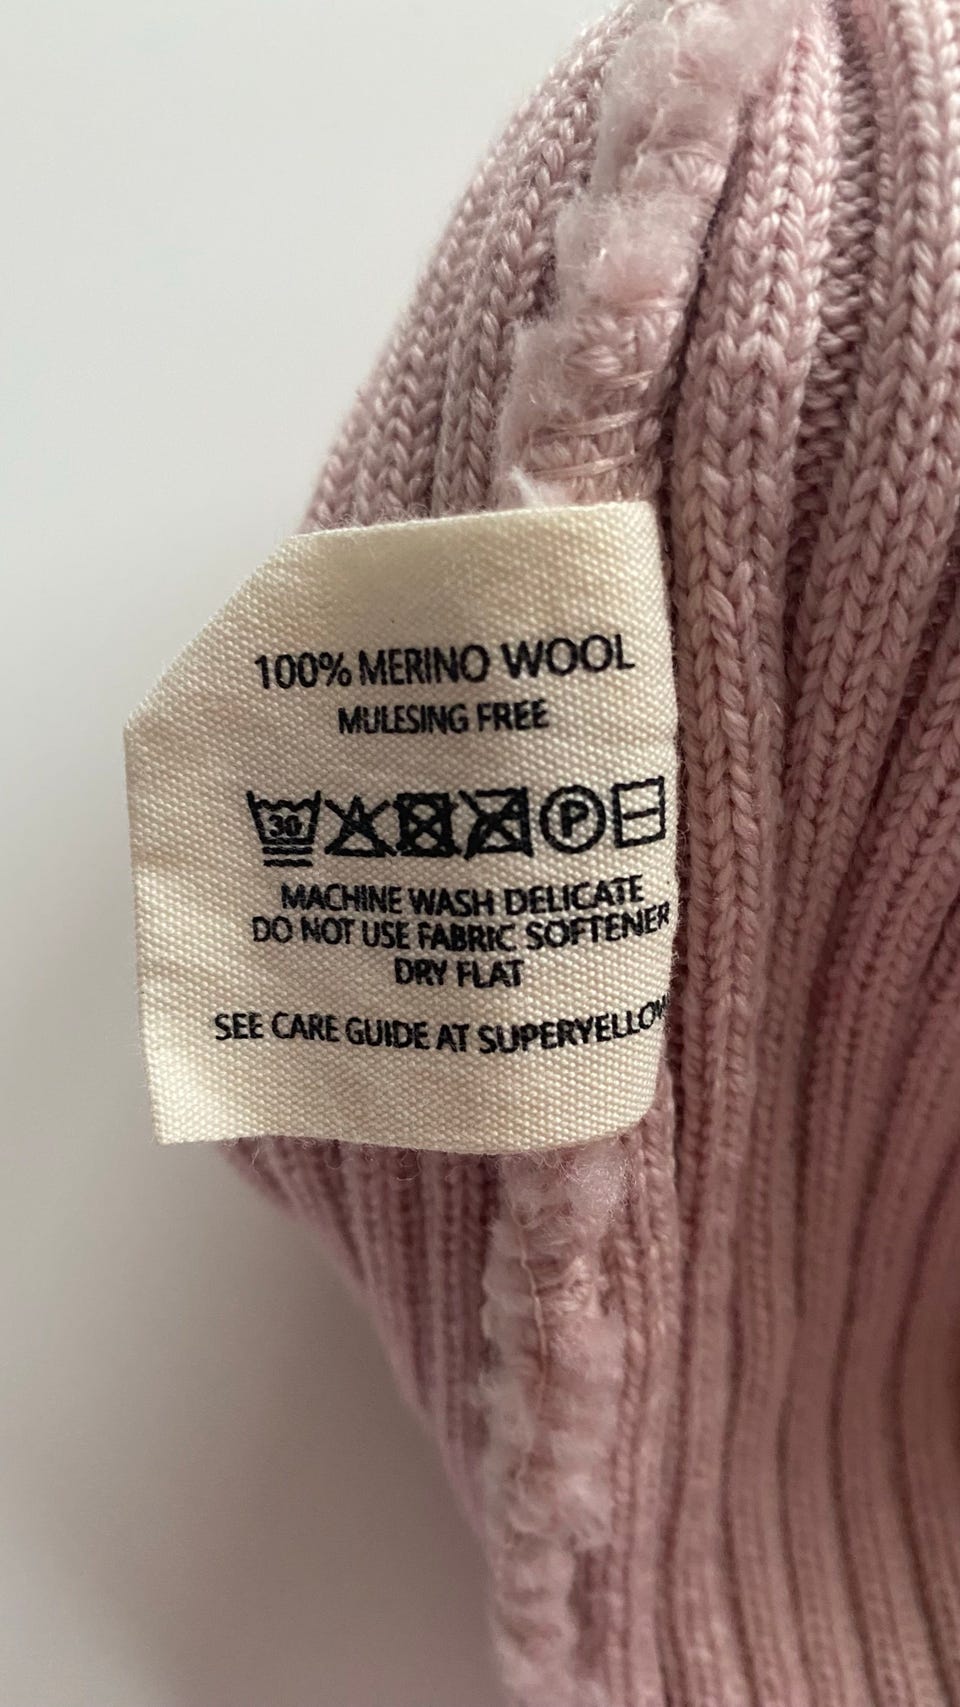 100% MERINO WOOL
MULESING FREE
30 P
MACHINE WASH DELICATE
DO NOT USE FABRIC SOFTENER
DRY FLAT
SEE CARE GUIDE AT SUPERYELLOW